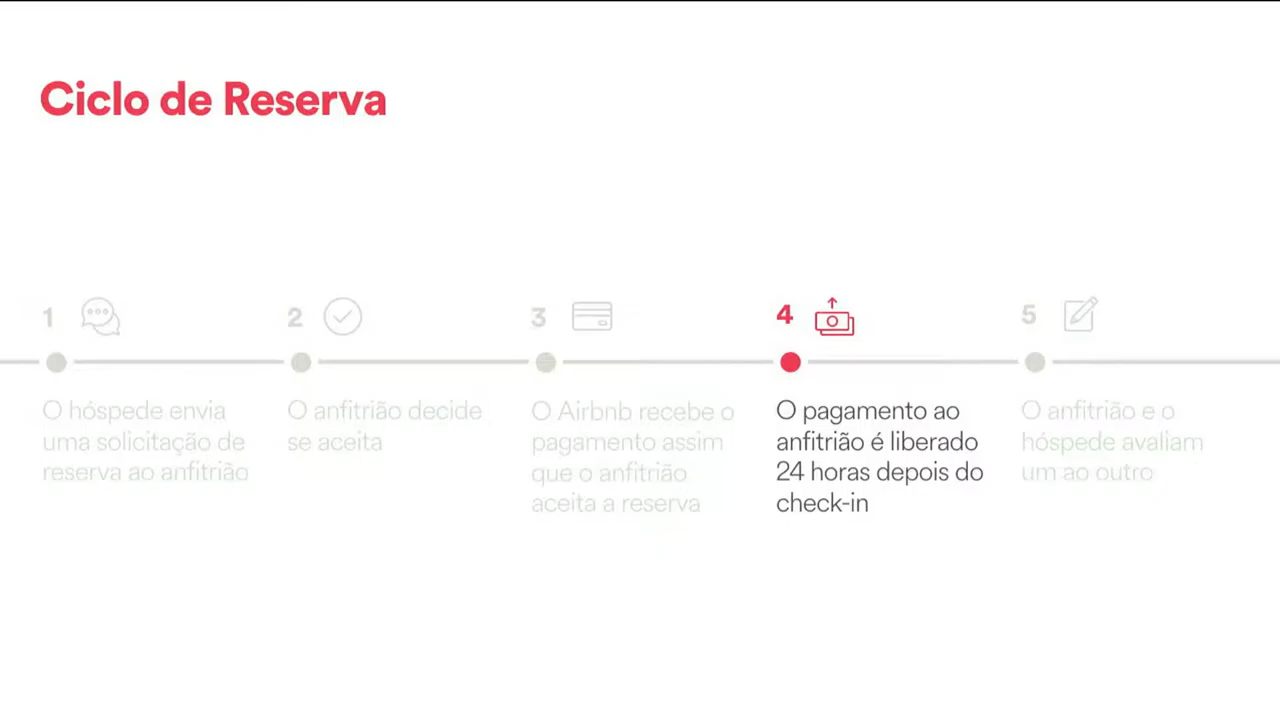 Ciclo de Reserva
1
O hóspede envia
uma solicitação de
reserva ao anfitrião
2
O anfitrião decide
se aceita
3
O Airbnb recebe o
pagamento assim
que o anfitrião
aceita a reserva
4
O pagamento ao
anfitrião é liberado
24 horas depois do
check-in
5
O anfitrião e o
hóspede avaliam
um ao outro